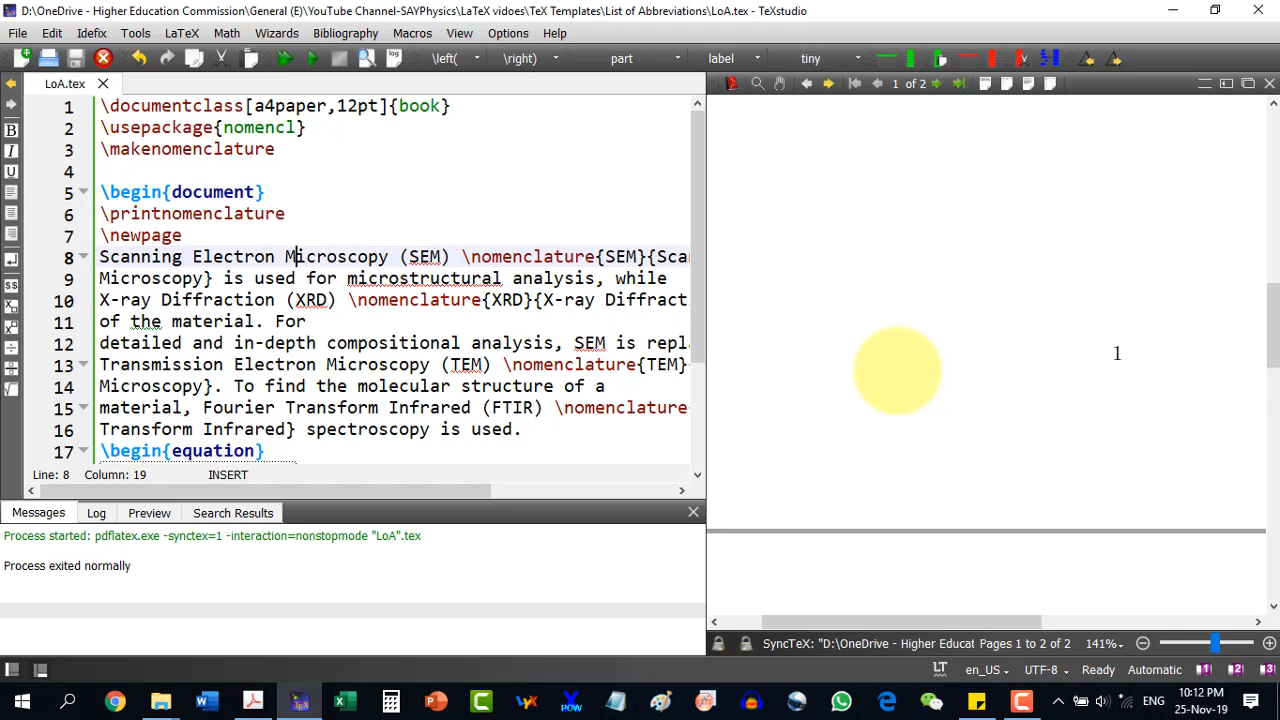 D:\OneDrive - Higher Education Commission\General (E)\YouTube Channel-SAYPhysics\LaTeX vidoes\TeX Templates\List of Abbreviations\LoA.tex - TeXstudio
File Edit Idefix Tools LaTeX Math Wizards Bibliography Macros View Options Help
\left( \right) part label tiny
LoA.tex
1 of 2
1 \documentclass[a4paper,12pt]{book}
2 \usepackage{nomencl}
3 \makenomenclature
4
5 \begin{document}
6 \printnomenclature
7 \newpage
8 Scanning Electron Microscopy (SEM) \nomenclature{SEM}{Scan
9 Microscopy} is used for microstructural analysis, while
10 X-ray Diffraction (XRD) \nomenclature{XRD}{X-ray Diffracti
11 of the material. For
12 detailed and in-depth compositional analysis, SEM is repl
13 Transmission Electron Microscopy (TEM) \nomenclature{TEM}
14 Microscopy}. To find the molecular structure of a
15 material, Fourier Transform Infrared (FTIR) \nomenclature
16 Transform Infrared} spectroscopy is used.
17 \begin{equation}
1
Line: 8 Column: 19 INSERT
Messages Log Preview Search Results
Process started: pdflatex.exe -synctex=1 -interaction=nonstopmode "LoA".tex
Process exited normally
SyncTeX: "D:\OneDrive - Higher Educat Pages 1 to 2 of 2 141%
en_US UTF-8 Ready Automatic 1 2 3
ENG
10:12 PM
25-Nov-19